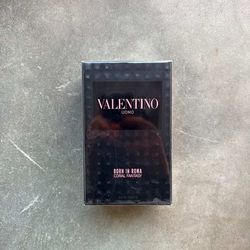 VALENTINO
UOMO
BORN IN ROMA
CORAL FANTASY